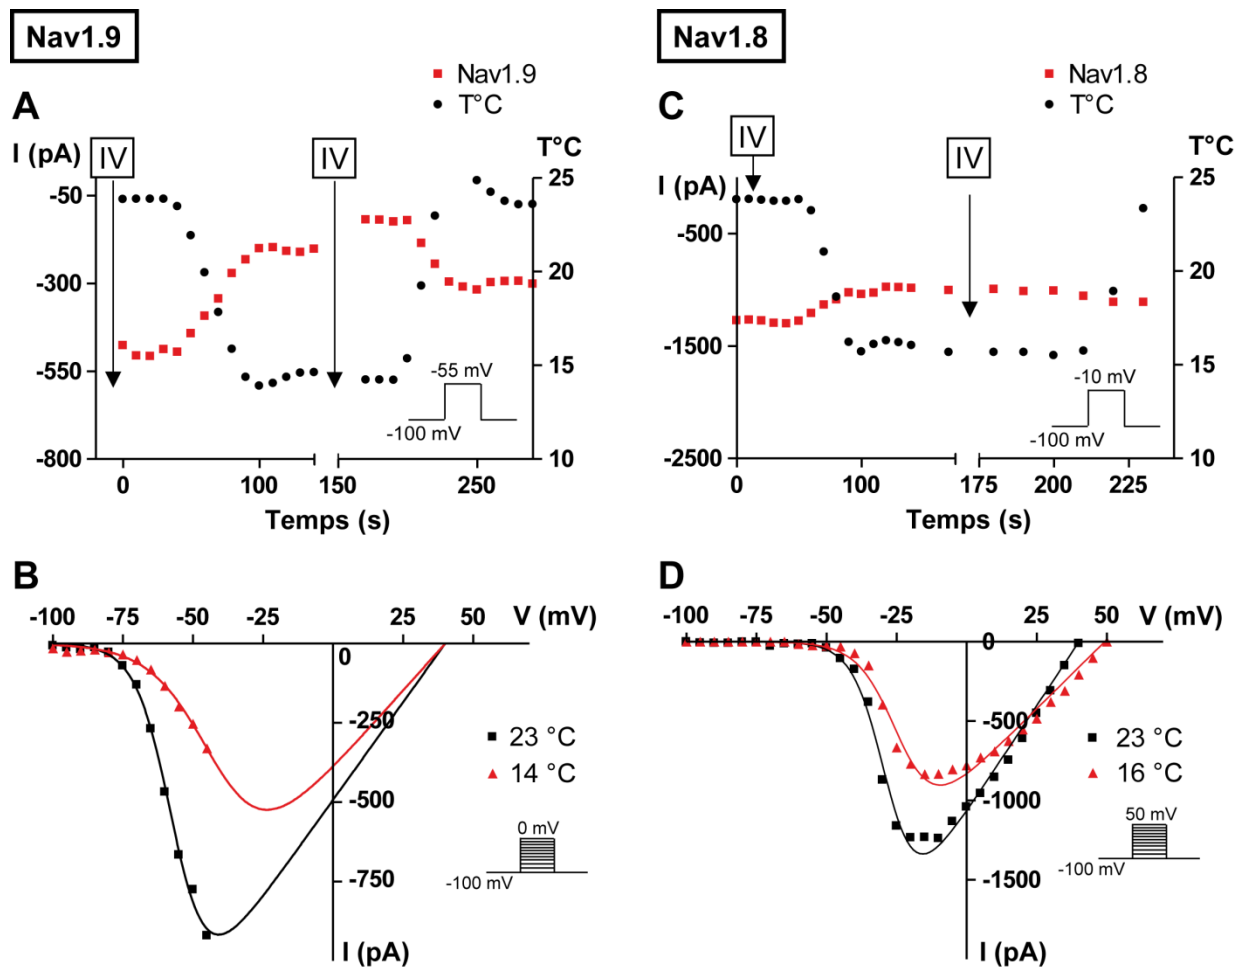 Nav1.9
Nav1.8
A
Nav1.9
T°C
I (pA)
IV
IV
T°C
-50
-300
-550
-800
25
20
15
10
-55 mV
-100 mV
0
100
150
250
Temps (s)
C
Nav1.8
T°C
I (pA)
IV
IV
T°C
-500
-1500
-2500
25
20
15
10
-10 mV
-100 mV
0
100
175
200
225
Temps (s)
B
-100
-75
-50
-25
25
50
V (mV)
0
-250
-500
-750
23 °C
14 °C
0 mV
-100 mV
I (pA)
D
-100
-75
-50
-25
0
25
50
V (mV)
0
-500
-1000
-1500
23 °C
16 °C
50 mV
-100 mV
I (pA)